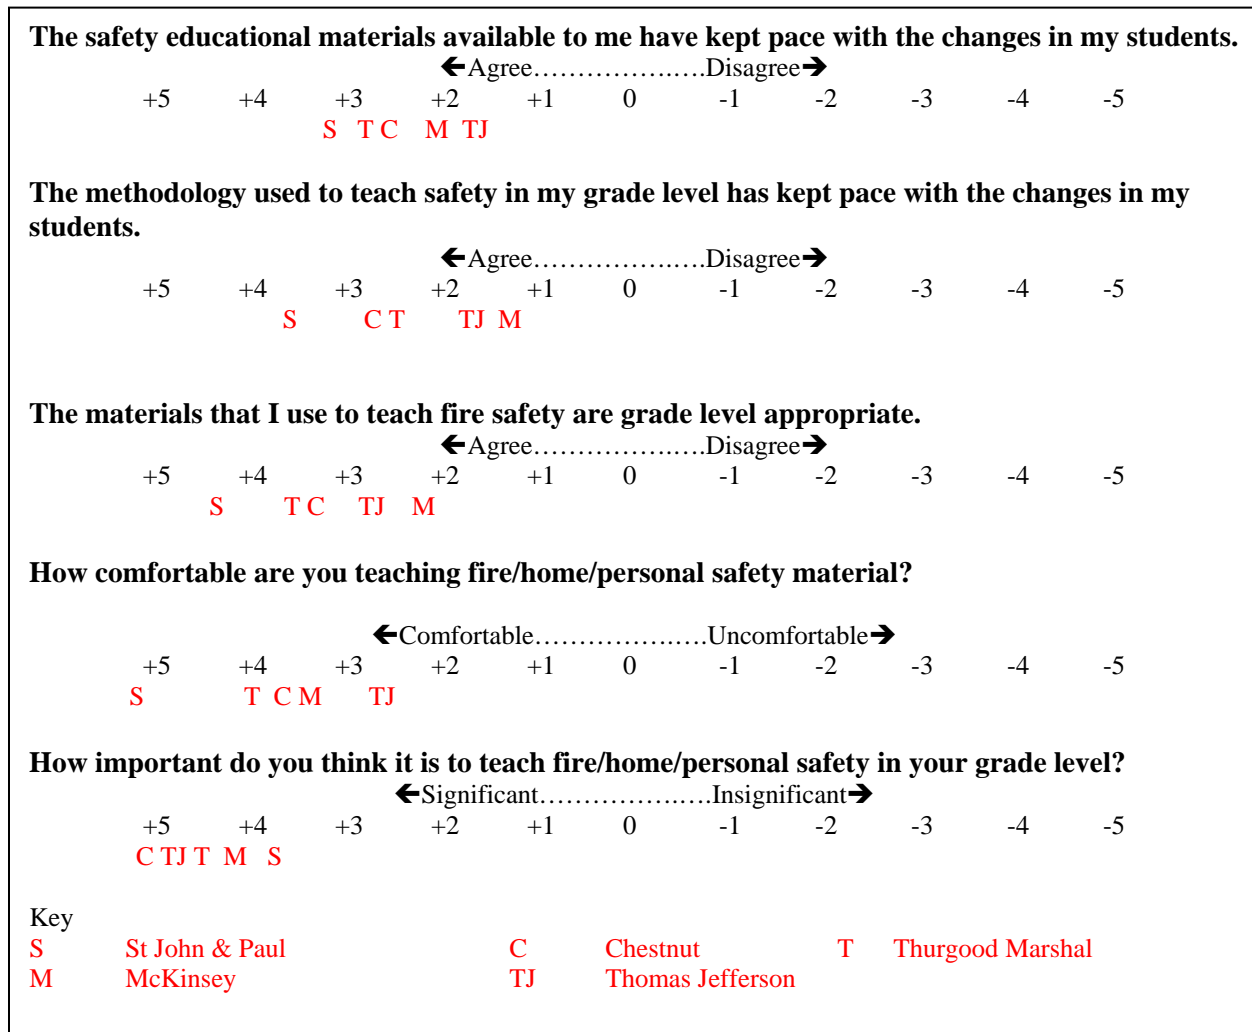 The safety educational materials available to me have kept pace with the changes in my students.
🡸Agree…………….….Disagree🡺
+5 +4 +3 +2 +1 0 -1 -2 -3 -4 -5
S T C M TJ
The methodology used to teach safety in my grade level has kept pace with the changes in my
students.
🡸Agree…………….….Disagree🡺
+5 +4 +3 +2 +1 0 -1 -2 -3 -4 -5
S C T TJ M
The materials that I use to teach fire safety are grade level appropriate.
🡸Agree…………….….Disagree🡺
+5 +4 +3 +2 +1 0 -1 -2 -3 -4 -5
S T C TJ M
How comfortable are you teaching fire/home/personal safety material?
🡸Comfortable…………….….Uncomfortable🡺
+5 +4 +3 +2 +1 0 -1 -2 -3 -4 -5
S T C M TJ
How important do you think it is to teach fire/home/personal safety in your grade level?
🡸Significant…………….….Insignificant🡺
+5 +4 +3 +2 +1 0 -1 -2 -3 -4 -5
C TJ T M S
Key
S St John & Paul C Chestnut T Thurgood Marshal
M McKinsey TJ Thomas Jefferson